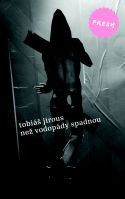 FRESH
tobiáš jirous
než vodopády spadnou